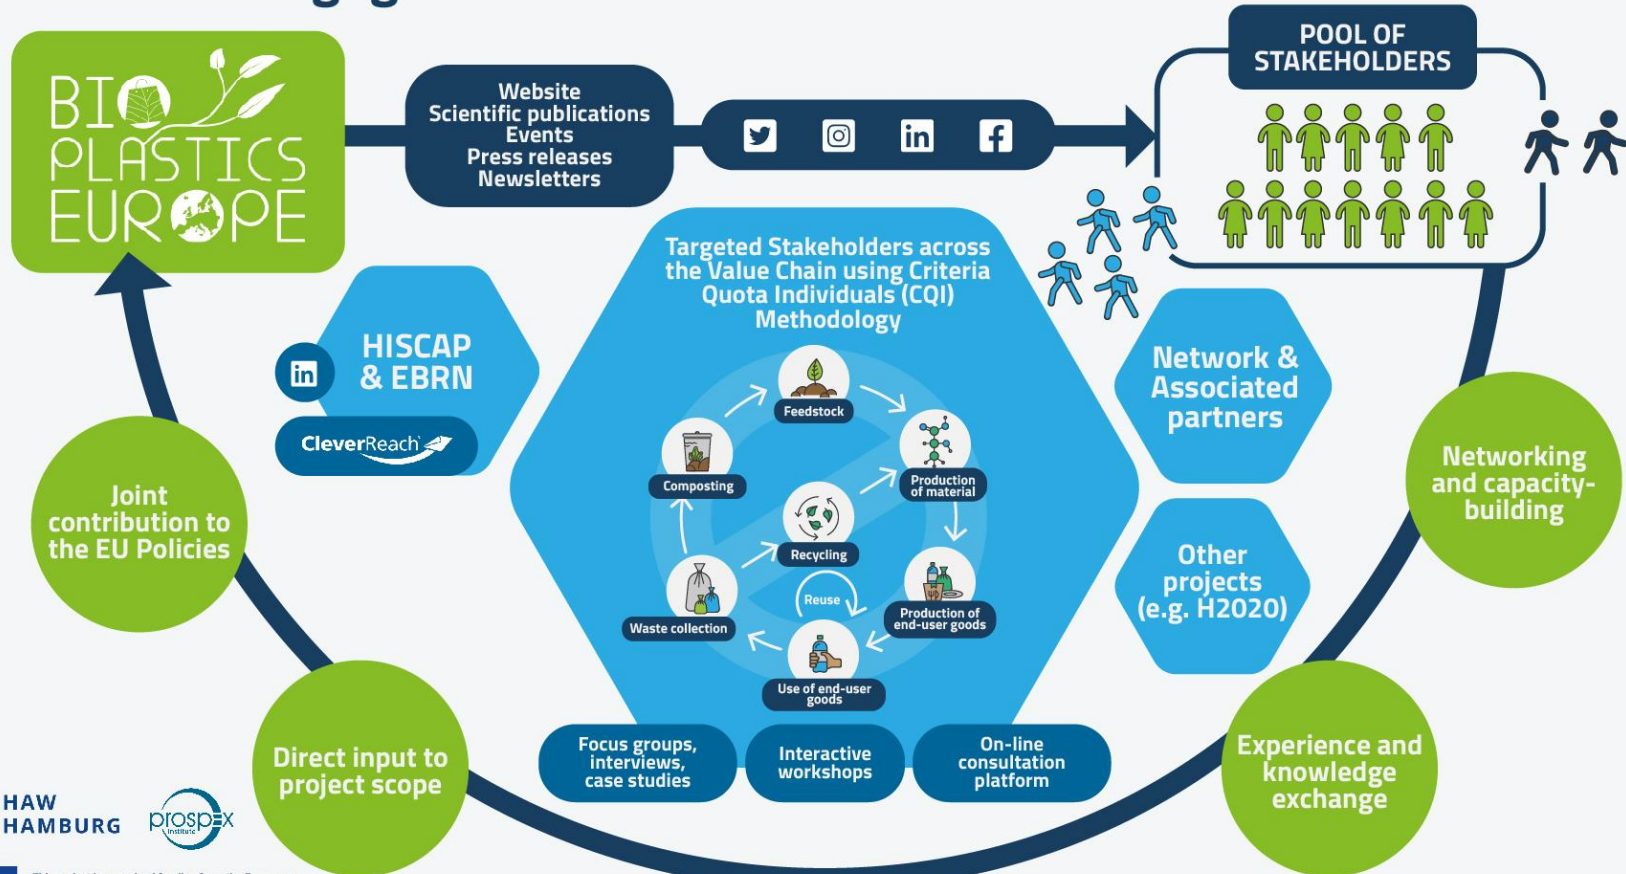 BIO
PLASTICS
EUROPE
Website
Scientific publications
Events
Press releases
Newsletters
in
f
POOL OF
STAKEHOLDERS
Targeted Stakeholders across
the Value Chain using Criteria
Quota Individuals (CQI)
Methodology
HISCAP
& EBRN
in
CleverReach
Feedstock
Production
of material
Production of
end-user goods
Use of end-user
goods
Waste collection
Composting
Recycling
Reuse
Network &
Associated
partners
Other
projects
(e.g. H2020)
Focus groups,
interviews,
case studies
Interactive
workshops
On-line
consultation
platform
Networking
and capacity-
building
Experience and
knowledge
exchange
Direct input to
project scope
Joint
contribution to
the EU Policies
HAW
HAMBURG
prospex
institute